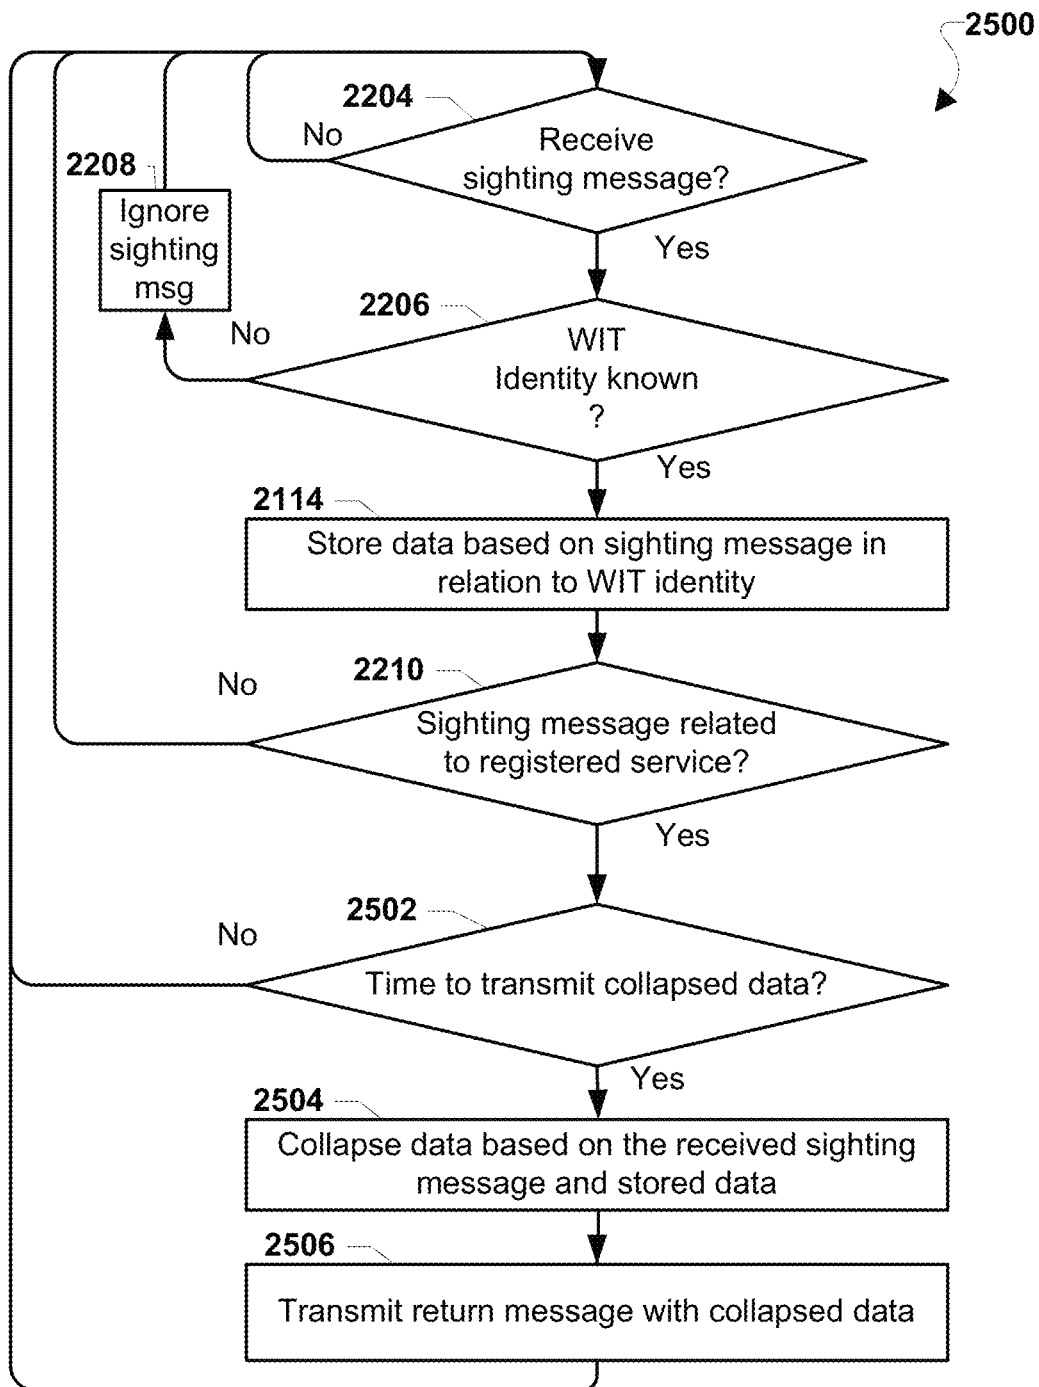 2500
2204
No
Receive
sighting message?
2208
Ignore
sighting
msg
Yes
2206
No
WIT
Identity known
?
Yes
2114
Store data based on sighting message in
relation to WIT identity
2210
No
Sighting message related
to registered service?
Yes
2502
No
Time to transmit collapsed data?
Yes
2504
Collapse data based on the received sighting
message and stored data
2506
Transmit return message with collapsed data